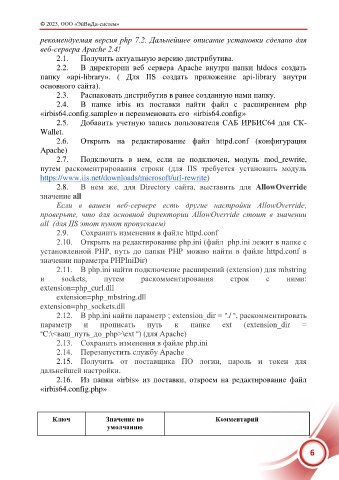 © 2023, ООО «ЭйВиДи-систем»
рекомендуемая версия php 7.2. Дальнейшее описание установки сделано для
веб-сервера Apache 2.4!
2.1. Получить актуальную версию дистрибутива.
2.2. В директории веб сервера Apache внутри папки htdocs создать
папку «api-library». ( Для IIS создать приложение api-library внутри
основного сайта).
2.3. Распаковать дистрибутив в ранее созданную нами папку.
2.4. В папке irbis из поставки найти файл с расширением php
«irbis64.config.sample» и переименовать его «irbis64.config»
2.5. Добавить учетную запись пользователя САБ ИРБИС64 для СК-
Wallet.
2.6. Открыть на редактирование файл httpd.conf (конфигурация
Apache)
2.7. Подключить в нем, если не подключен, модуль mod_rewrite,
путем раскомментирования строки (для IIS требуется установить модуль
https://www.iis.net/downloads/microsoft/url-rewrite)
2.8. В нем же, для Directory сайта, выставить для AllowOverride
значение all
Если в вашем веб-сервере есть другие настройки AllowOverride,
проверьте, что для основной директории AllowOverride стоит в значении
all (для IIS этот пункт пропускаем)
2.9. Сохранить изменения в файле httpd.conf
2.10. Открыть на редактирование php.ini (файл php.ini лежит в папке с
установленной PHP, путь до папки PHP можно найти в файле httpd.conf в
значении параметра PHPIniDir)
2.11. В php.ini найти подключение расширений (extension) для mbstring
и sockets, путем раскомментирования строк с ними:
extension=php_curl.dll
extension=php_mbstring.dll
extension=php_sockets.dll
2.12. В php.ini найти параметр ; extension_dir = "./ ", раскомментировать
параметр и прописать путь к папке ext (extension_dir =
"C:\<ваш_путь_до_php>\ext ") (для Apache)
2.13. Сохранить изменения в файле php.ini
2.14. Перезапустить службу Apache
2.15. Получить от поставщика ПО логин, пароль и токен для
дальнейшей настройки.
2.16. Из папки «irbis» из поставки, откроем на редактирование файл
«irbis64.config.php»
Ключ Значение по умолчанию Комментарий
6